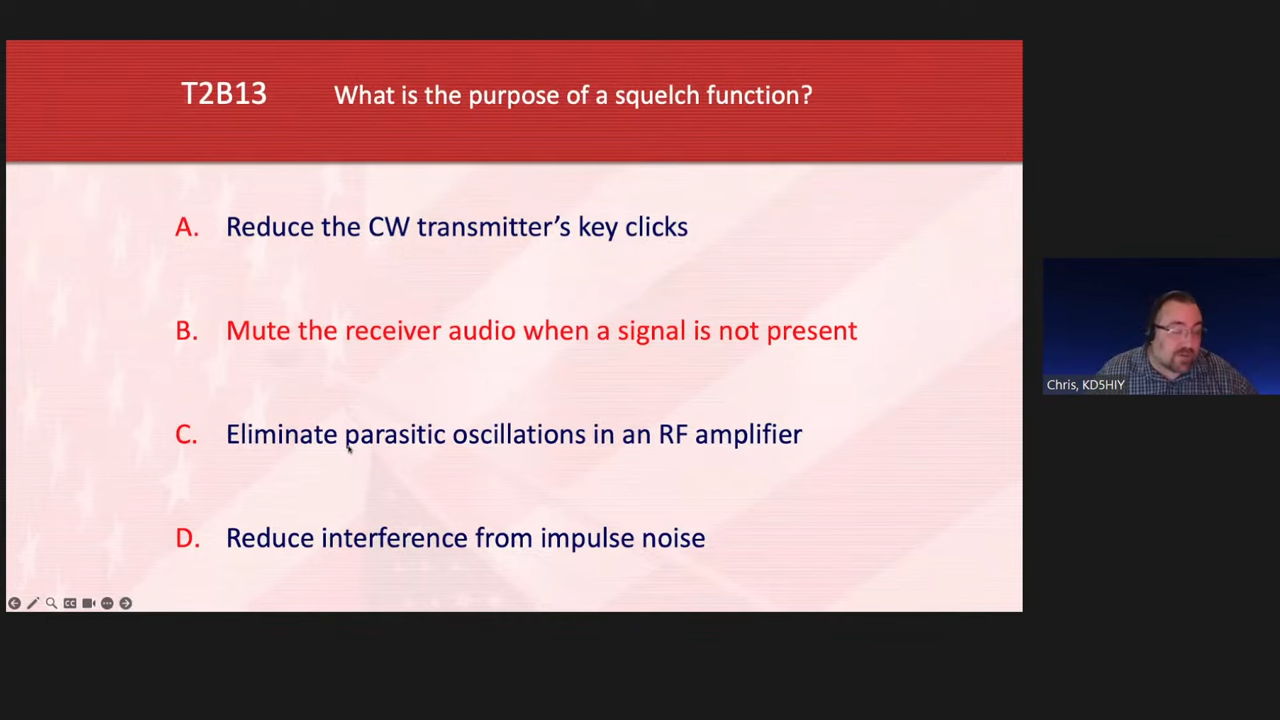 T2B13 What is the purpose of a squelch function?
A. Reduce the CW transmitter’s key clicks
B. Mute the receiver audio when a signal is not present
C. Eliminate parasitic oscillations in an RF amplifier
D. Reduce interference from impulse noise
Chris, KD5HIY
CC